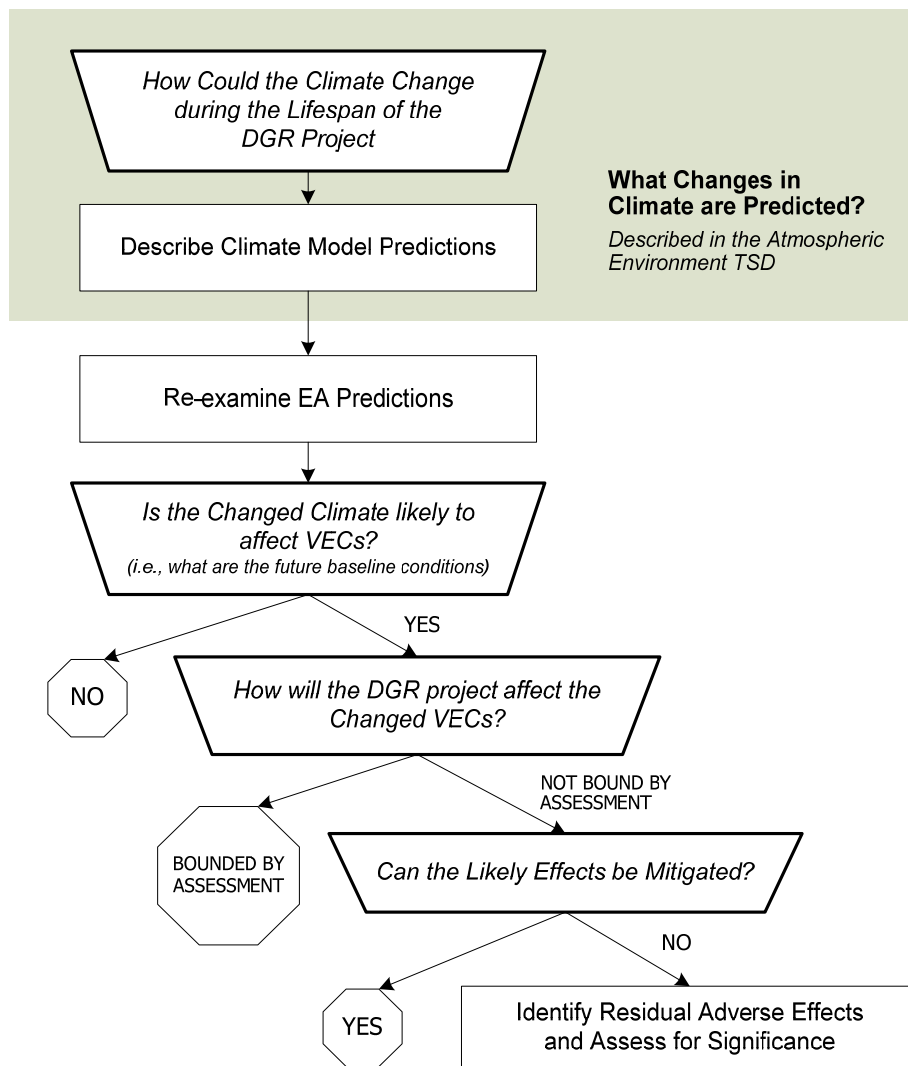 How Could the Climate Change
during the Lifespan of the
DGR Project
What Changes in
Climate are Predicted?
Described in the Atmospheric
Environment TSD
Describe Climate Model Predictions
Re-examine EA Predictions
Is the Changed Climate likely to
affect VECs?
(i.e., what are the future baseline conditions)
YES
NO
How will the DGR project affect the
Changed VECs?
NOT BOUND BY
ASSESSMENT
BOUNDED BY
ASSESSMENT
Can the Likely Effects be Mitigated?
NO
YES
Identify Residual Adverse Effects
and Assess for Significance